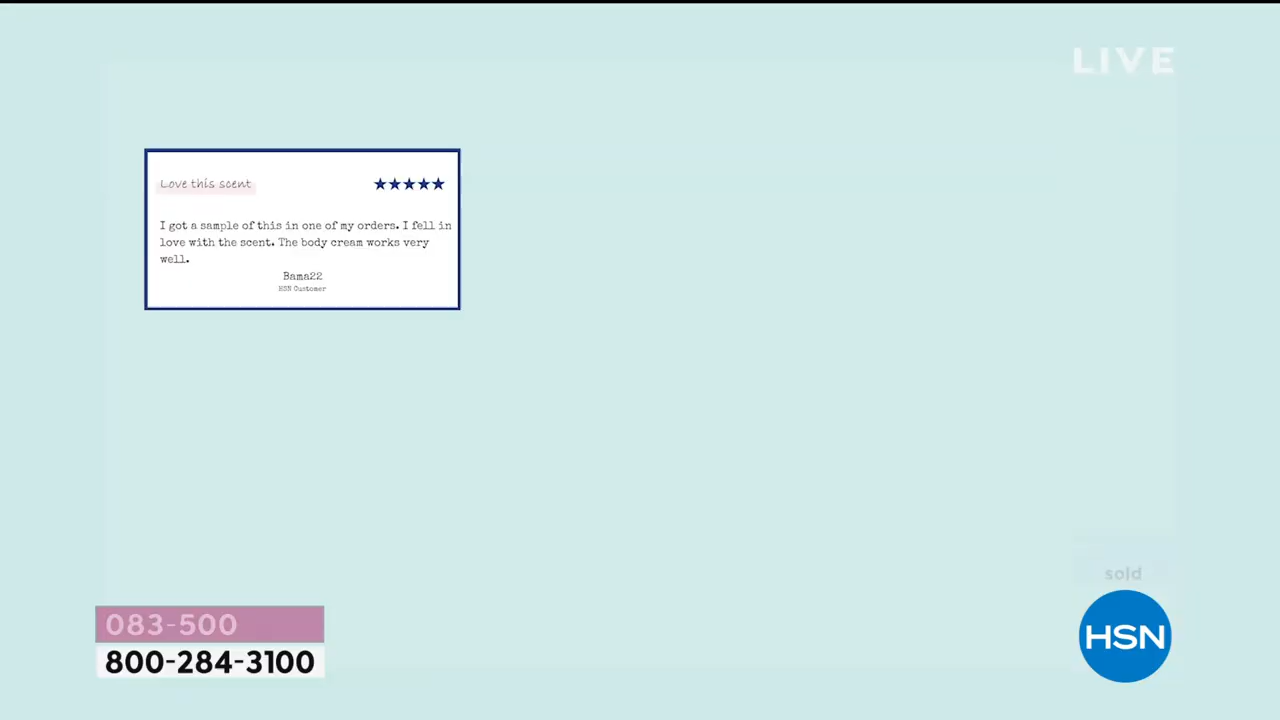 LIVE
Love this scent ★★★★★
I got a sample of this in one of my orders. I fell in
love with the scent. The body cream works very
well.
Bama22
HSN Customer
sold
083-500
HSN
800-284-3100